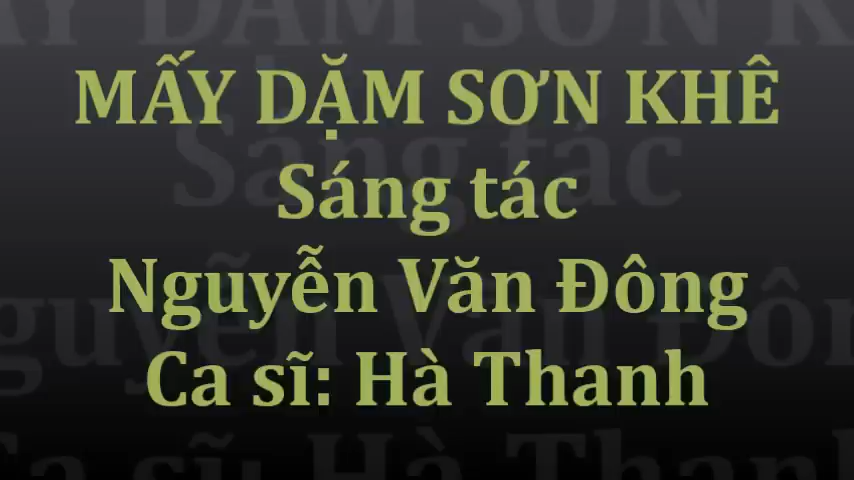 MẤY DẶM SƠN KHÊ
Sáng tác
Nguyễn Văn Đông
Ca sĩ: Hà Thanh